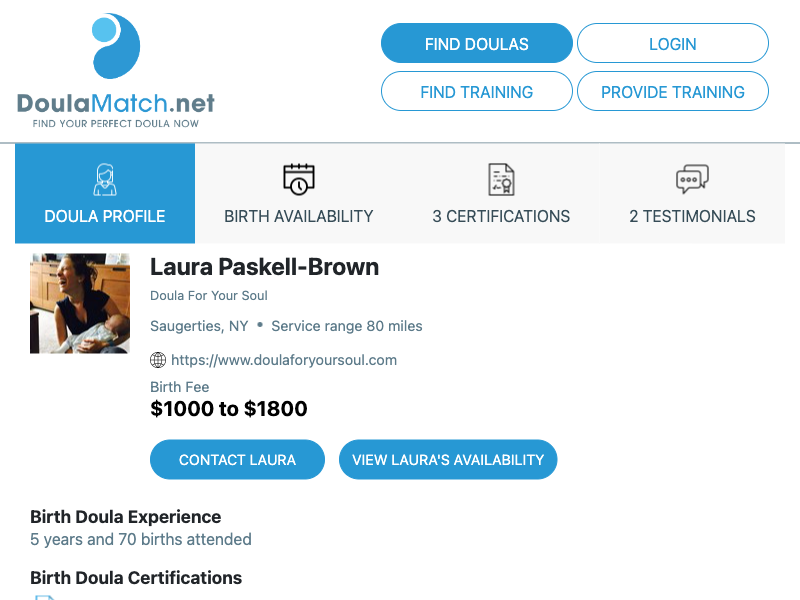 DoulaMatch.net
FIND YOUR PERFECT DOULA NOW
FIND DOULAS
LOGIN
FIND TRAINING
PROVIDE TRAINING
DOULA PROFILE
BIRTH AVAILABILITY
3 CERTIFICATIONS
2 TESTIMONIALS
Laura Paskell-Brown
Doula For Your Soul
Saugerties, NY • Service range 80 miles
https://www.doulaforyoursoul.com
Birth Fee
$1000 to $1800
CONTACT LAURA
VIEW LAURA'S AVAILABILITY
Birth Doula Experience
5 years and 70 births attended
Birth Doula Certifications